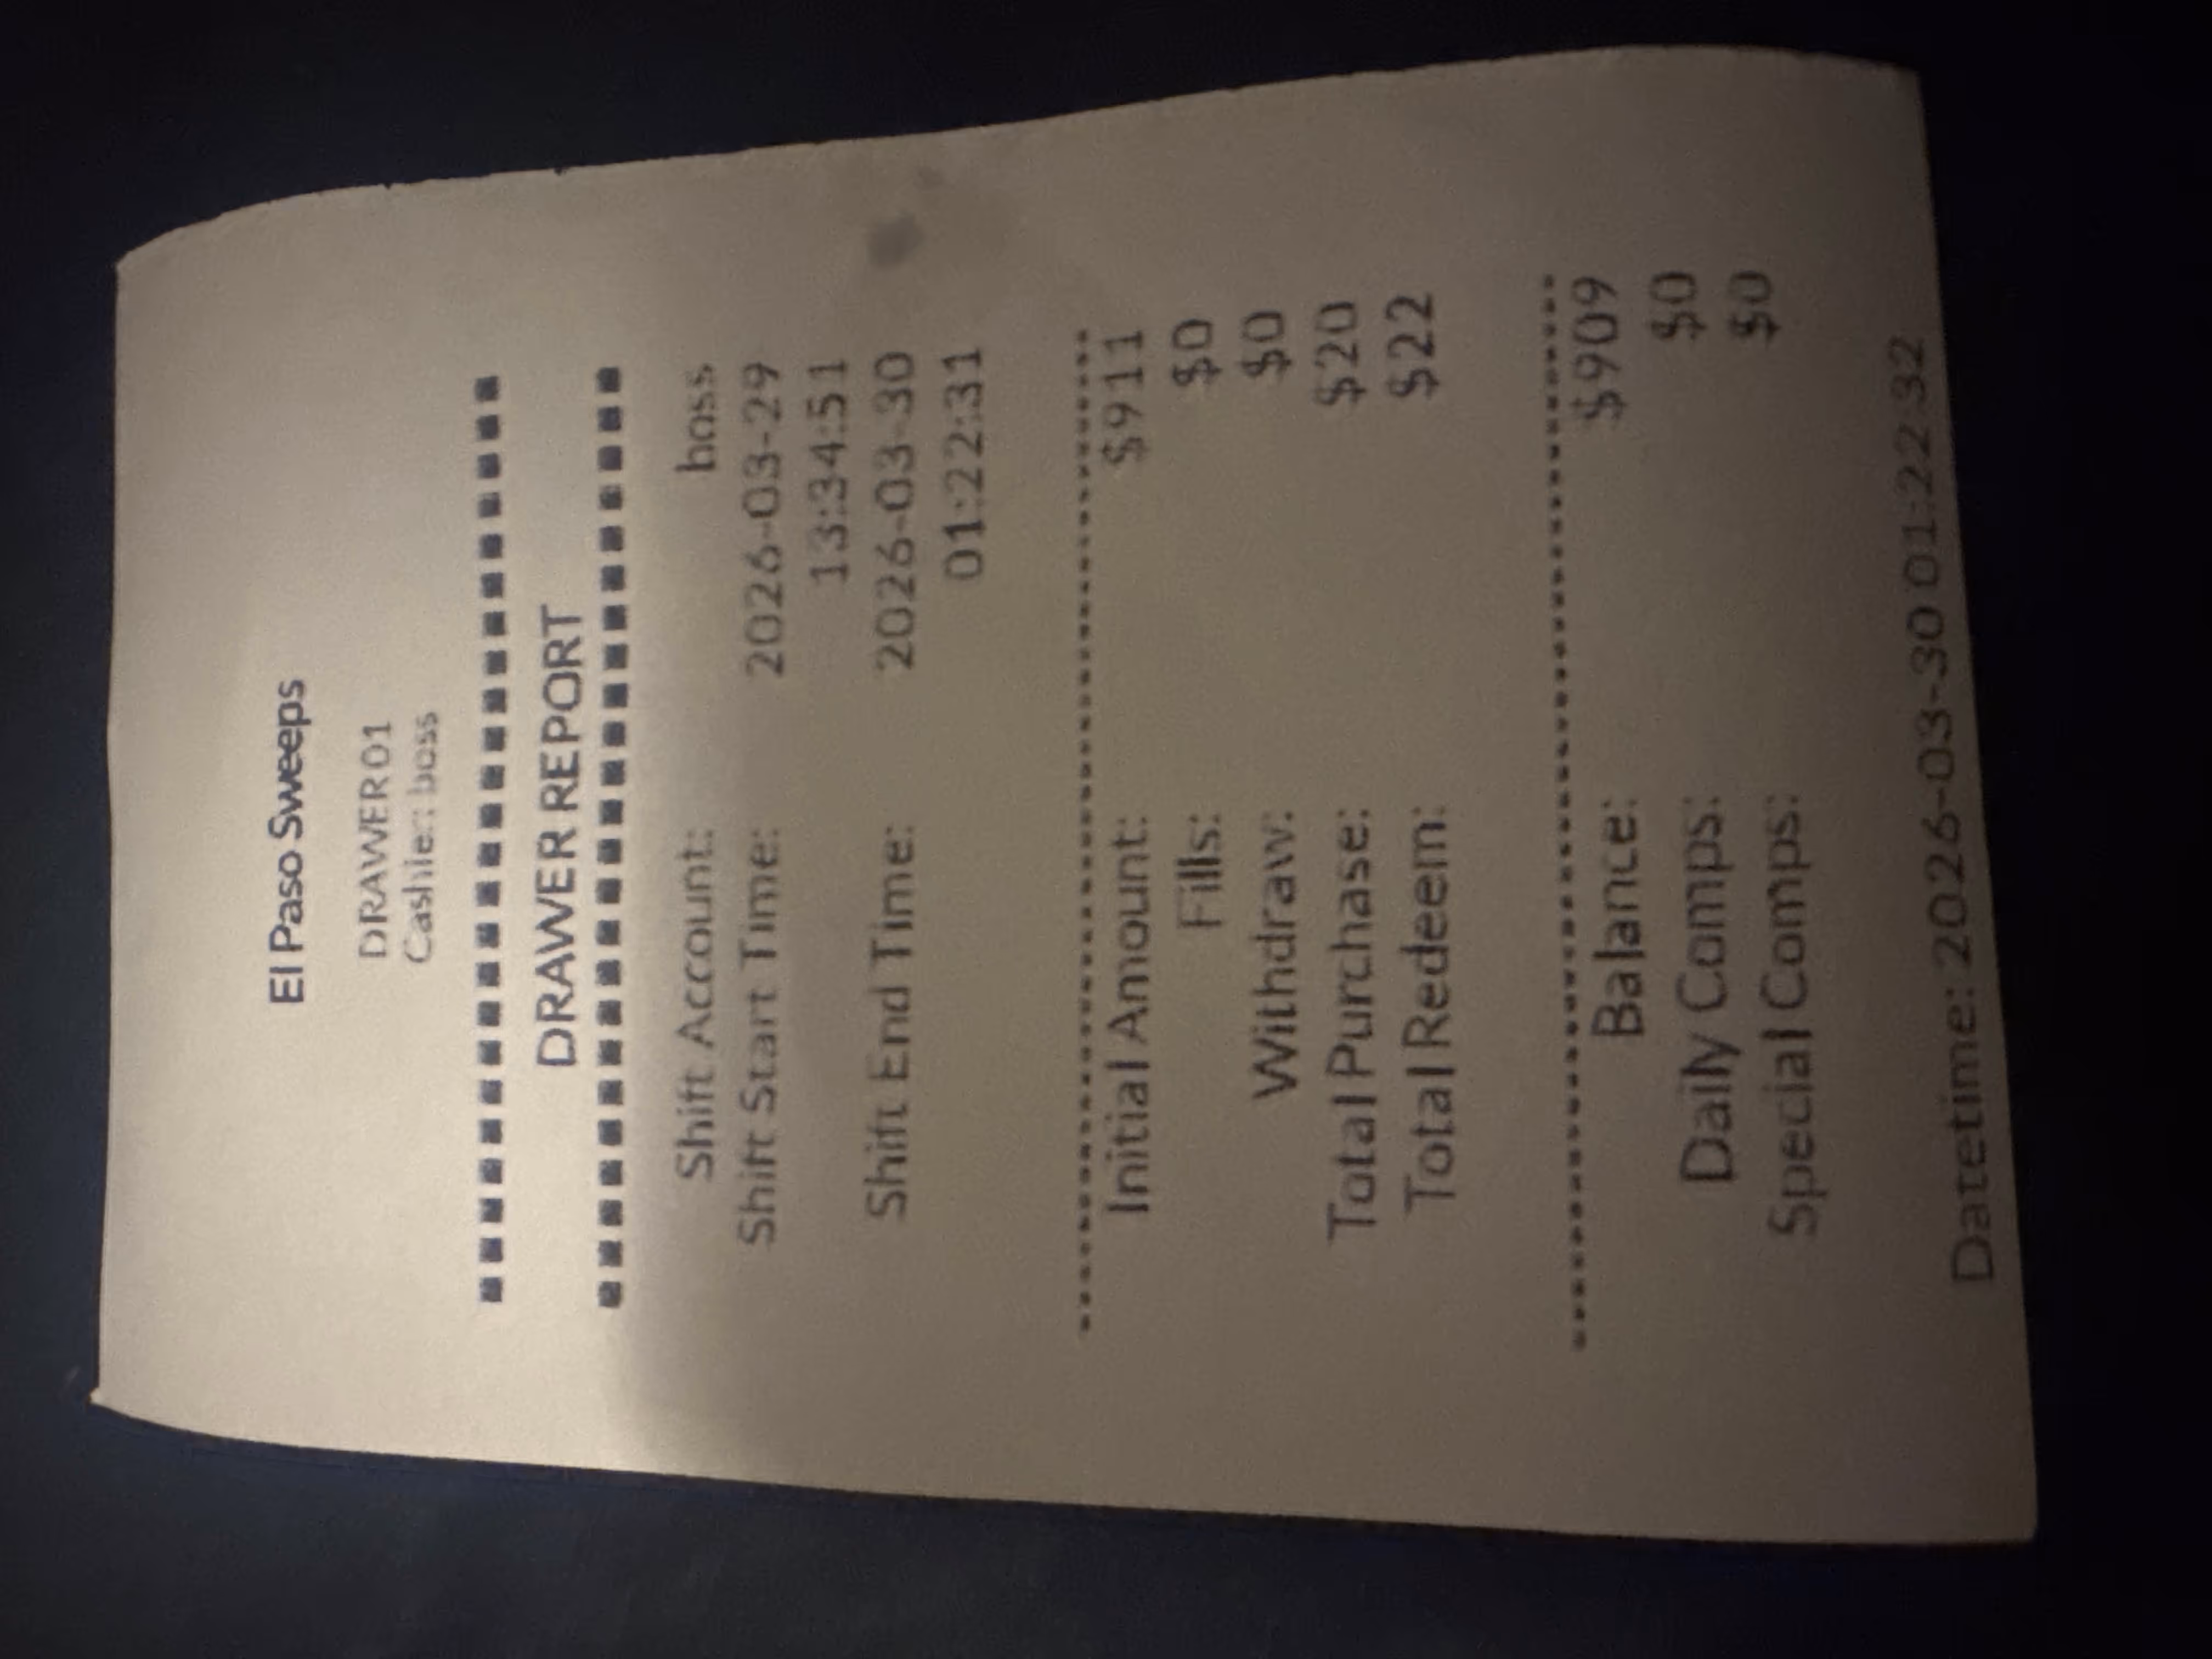 El Paso Sweeps
DRAWER01
Cashier: boss
DRAWER REPORT
Shift Account: boss
Shift Start Time: 2026-03-29
13:34:51
Shift End Time: 2026-03-30
01:22:31
Initial Amount: $911
Fills: $0
Withdraw: $0
Total Purchase: $20
Total Redeem: $22
Balance: $909
Daily Comps: $0
Special Comps: $0
Datetime: 2026-03-30 01:22:32